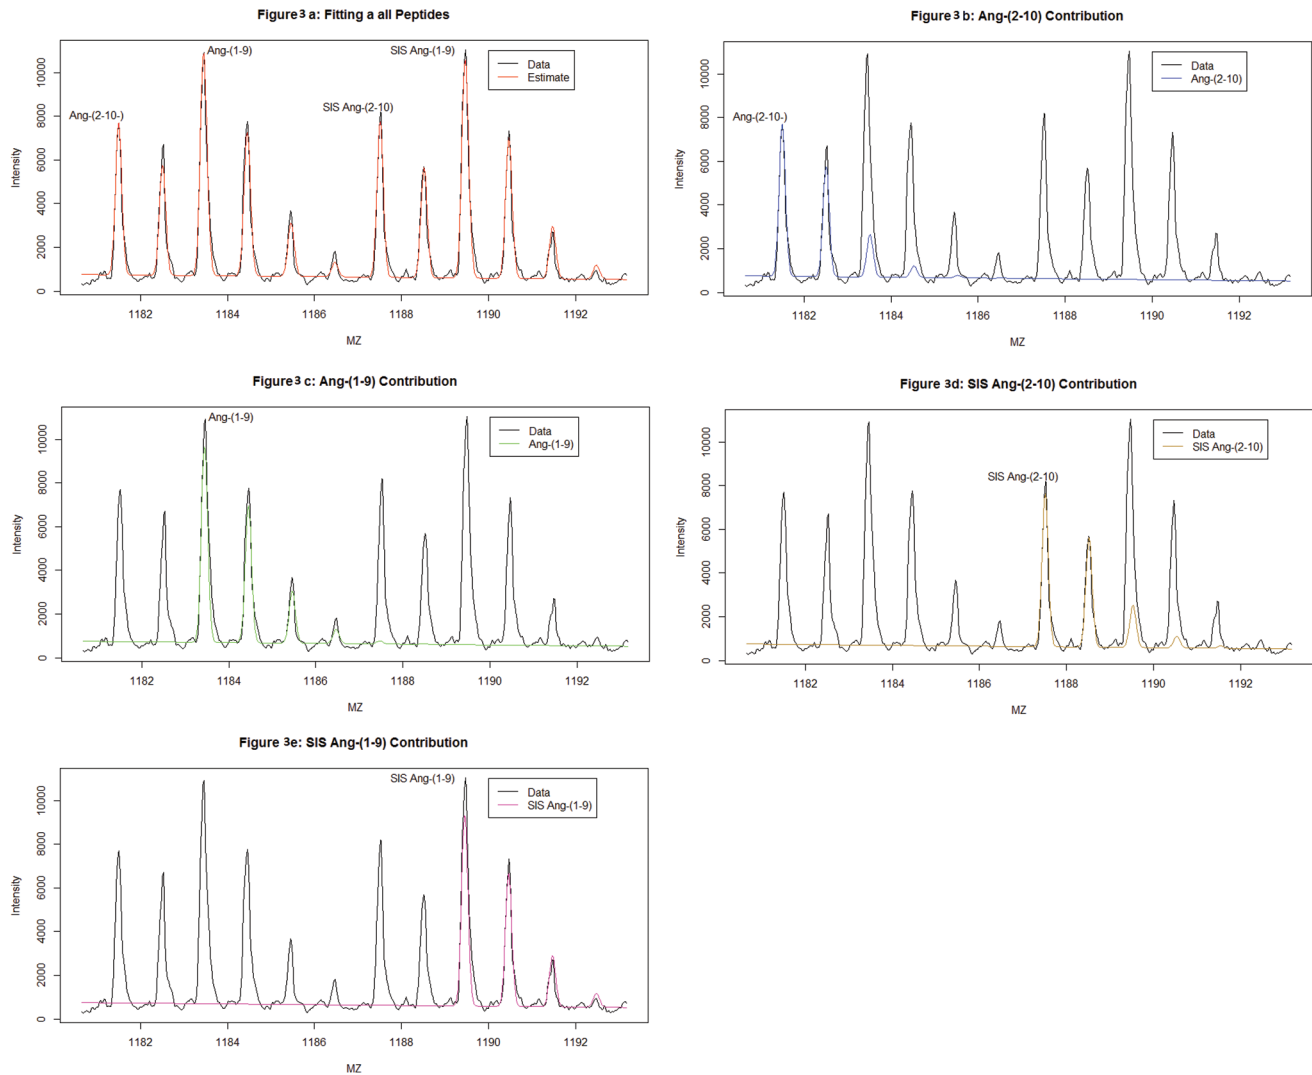 Figure 3 a: Fitting a all Peptides
Ang-(1-9)
SIS Ang-(1-9)
Data
Estimate
SIS Ang-(2-10)
Ang-(2-10-)
Intensity
0 2000 4000 6000 8000 10000
1182 1184 1186 1188 1190 1192
MZ
Figure 3 b: Ang-(2-10) Contribution
Data
Ang-(2-10)
Ang-(2-10-)
Intensity
0 2000 4000 6000 8000 10000
1182 1184 1186 1188 1190 1192
MZ
Figure 3 c: Ang-(1-9) Contribution
Ang-(1-9)
Data
Ang-(1-9)
Intensity
0 2000 4000 6000 8000 10000
1182 1184 1186 1188 1190 1192
MZ
Figure 3d: SIS Ang-(2-10) Contribution
Data
SIS Ang-(2-10)
SIS Ang-(2-10)
Intensity
0 2000 4000 6000 8000 10000
1182 1184 1186 1188 1190 1192
MZ
Figure 3e: SIS Ang-(1-9) Contribution
SIS Ang-(1-9)
Data
SIS Ang-(1-9)
Intensity
0 2000 4000 6000 8000 10000
1182 1184 1186 1188 1190 1192
MZ